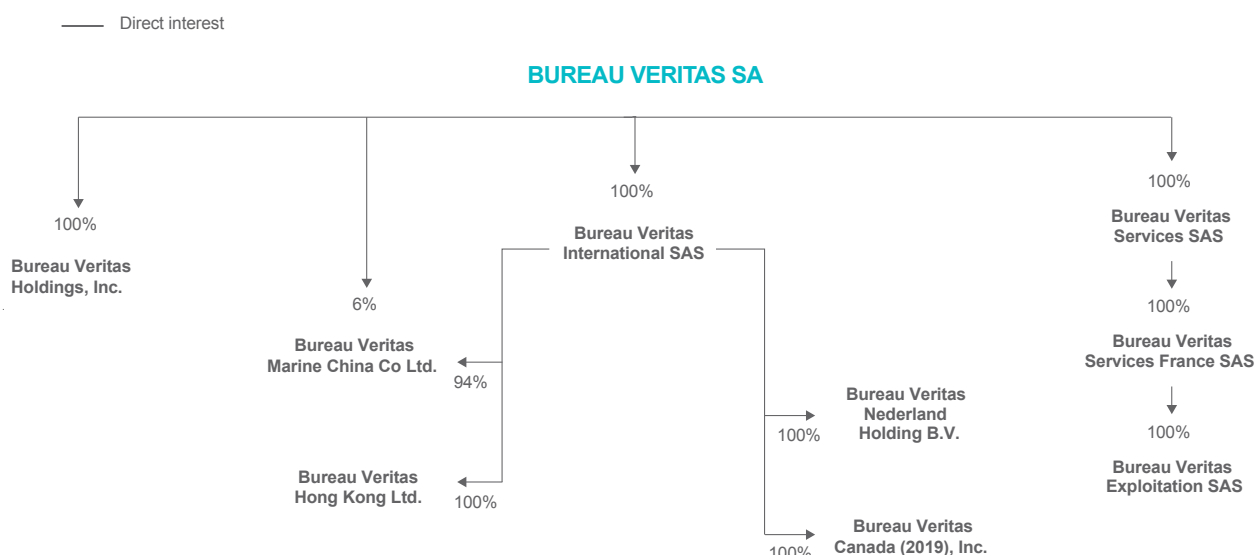 Direct interest
BUREAU VERITAS SA
100%
Bureau Veritas
Holdings, Inc.
6%
Bureau Veritas
Marine China Co Ltd.
100%
Bureau Veritas
International SAS
94%
Bureau Veritas
Hong Kong Ltd.
100%
Bureau Veritas
Nederland
Holding B.V.
100%
Bureau Veritas
Canada (2019), Inc.
100%
100%
Bureau Veritas
Services SAS
100%
Bureau Veritas
Services France SAS
100%
Bureau Veritas
Exploitation SAS